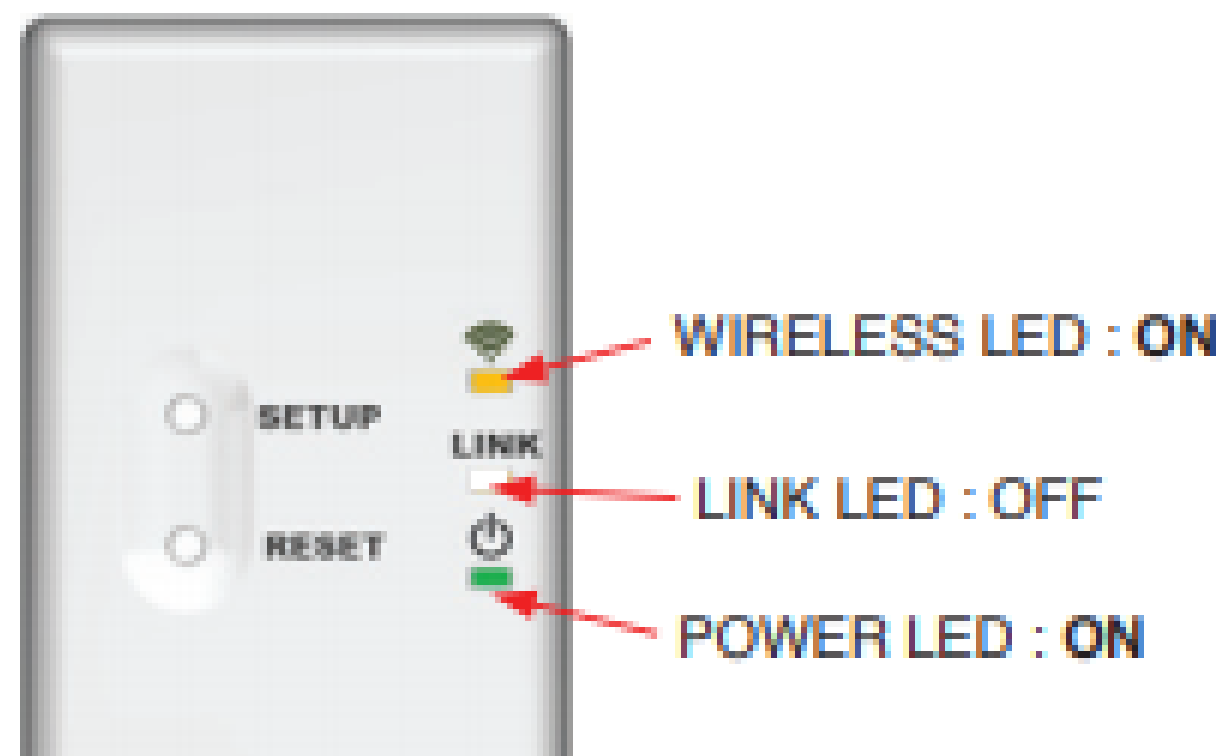 WIRELESS LED : ON
SETUP
LINK
LINK LED : OFF
RESET
POWER LED : ON